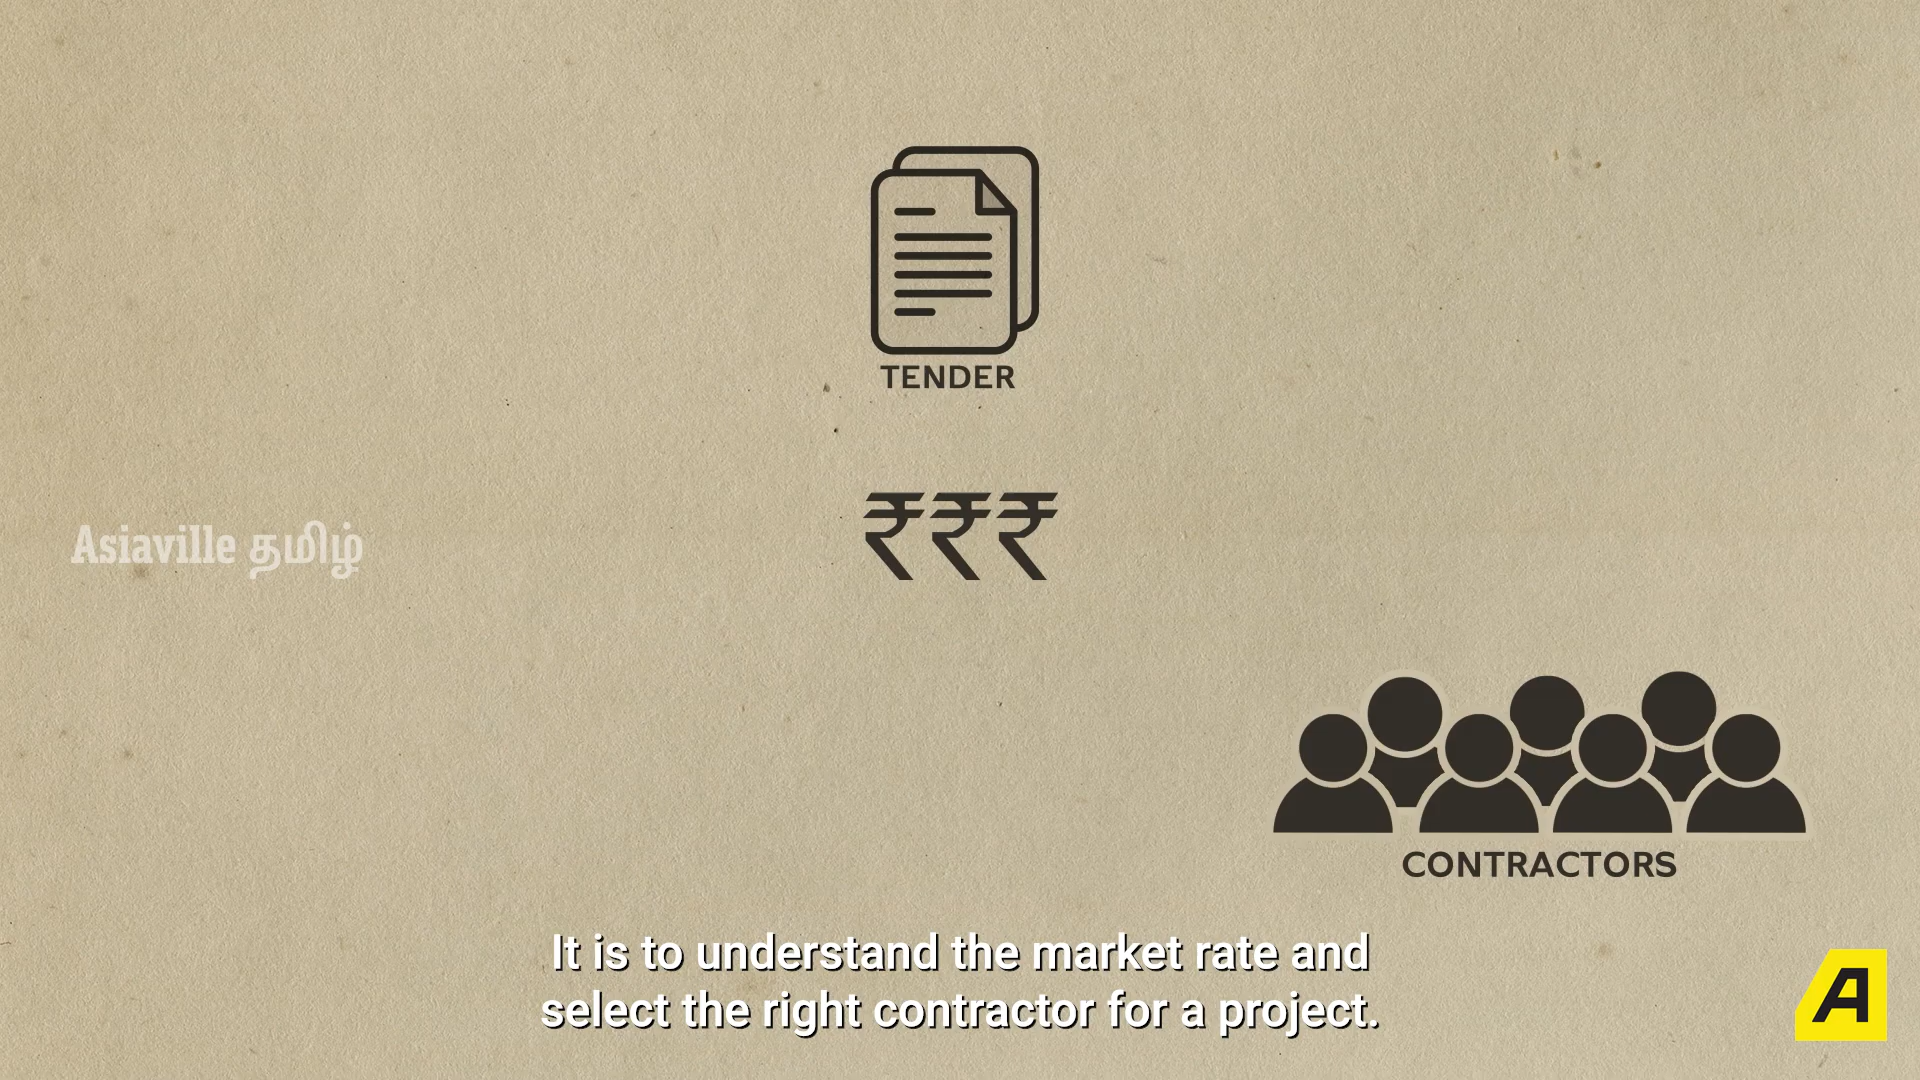 TENDER
₹₹₹
Asiaville தமிழ்
CONTRACTORS
It is to understand the market rate and
select the right contractor for a project.
A